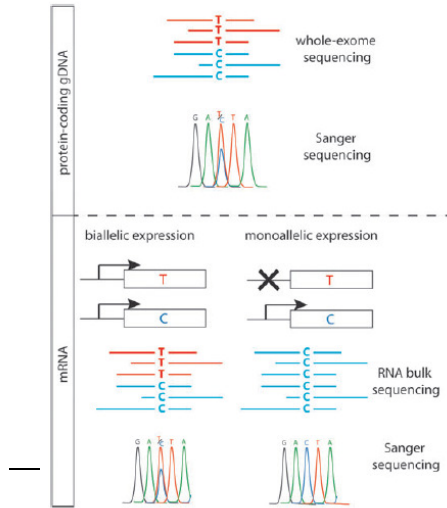 protein-coding gDNA
T
T
T
C
C
C
whole-exome
sequencing
G A T/C T A
Sanger
sequencing
mRNA
biallelic expression
monoallelic expression
T
T
C
C
T
T
T
C
C
C
C
C
C
C
C
C
RNA bulk
sequencing
G A T/C T A
G A C T A
Sanger
sequencing